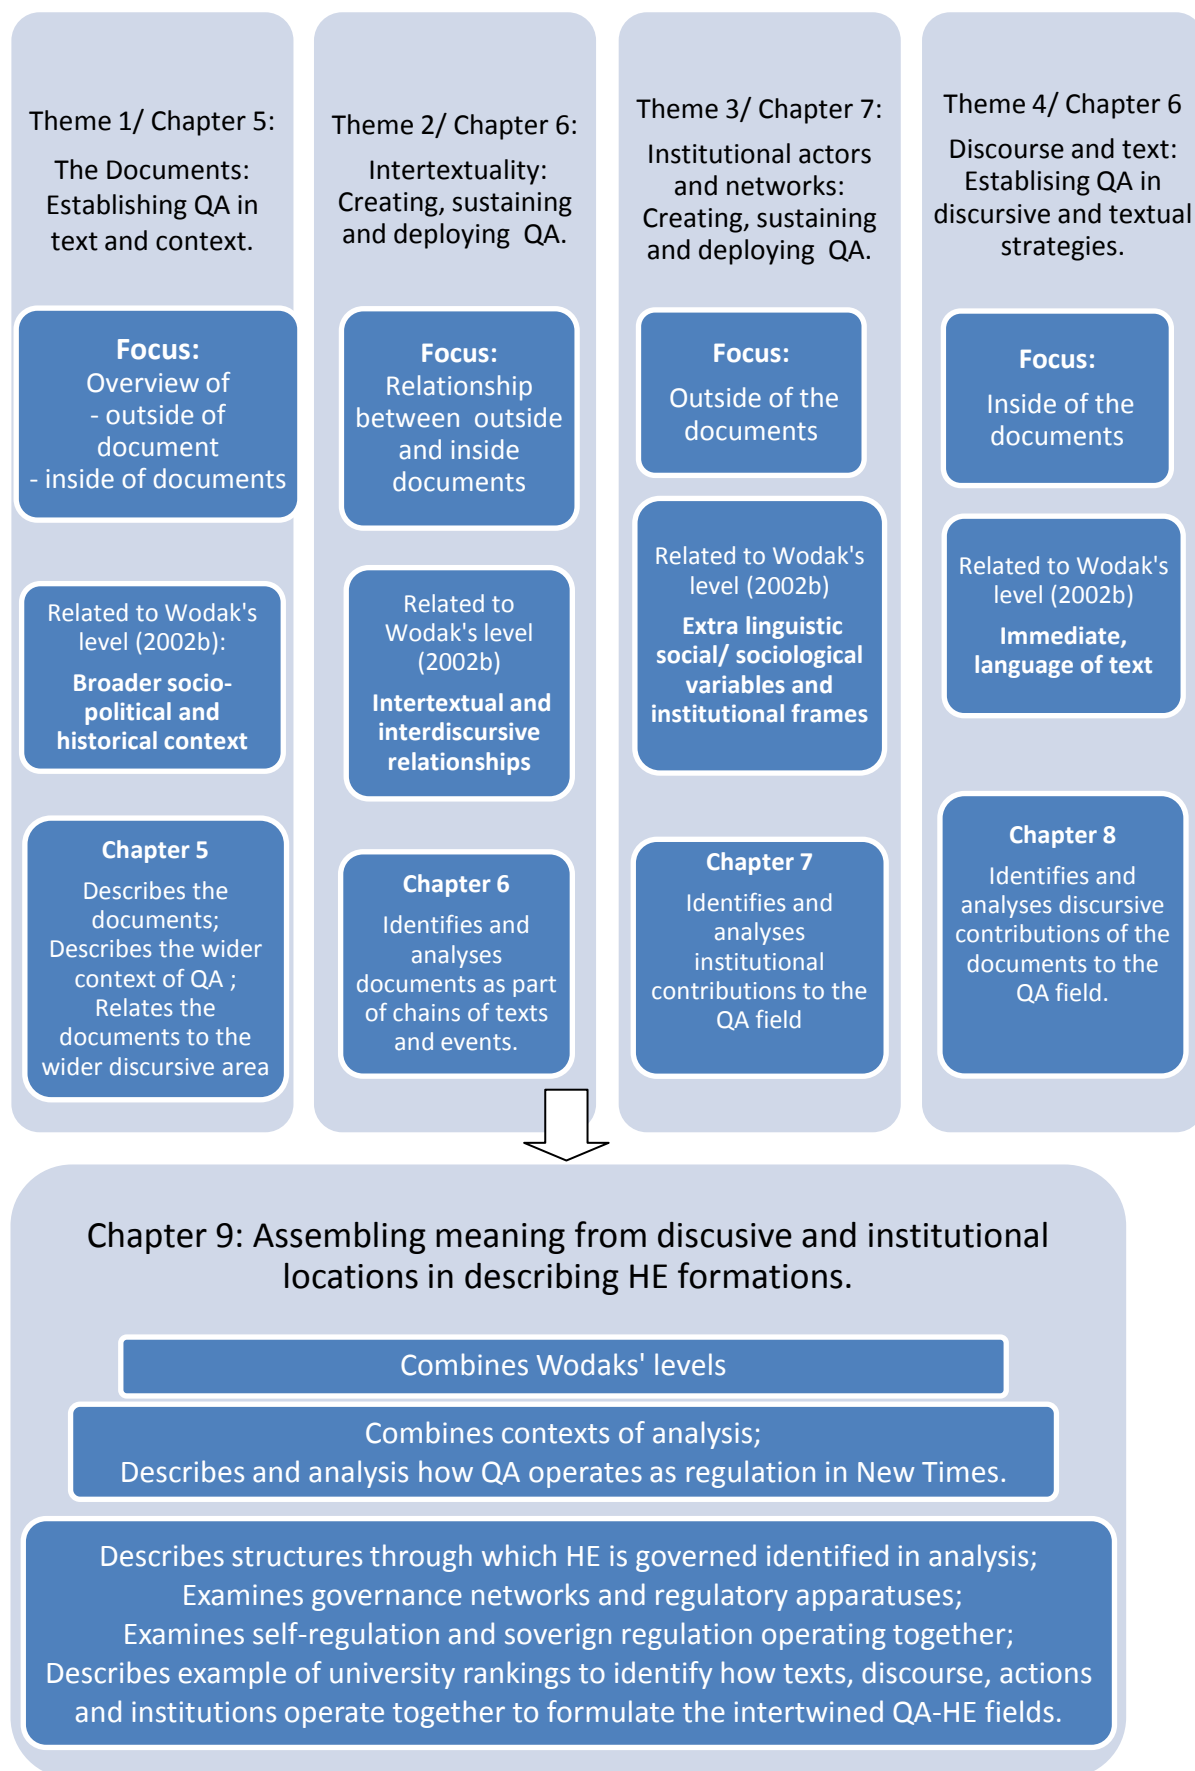 Theme 1/ Chapter 5:
The Documents:
Establishing QA in
text and context.
Focus:
Overview of
- outside of
document
- inside of documents
Related to Wodak's
level (2002b):
Broader socio-
political and
historical context
Chapter 5
Describes the
documents;
Describes the wider
context of QA ;
Relates the
documents to the
wider discursive area
Theme 2/ Chapter 6:
Intertextuality:
Creating, sustaining
and deploying QA.
Focus:
Relationship
between outside
and inside
documents
Related to
Wodak's level
(2002b)
Intertextual and
interdiscursive
relationships
Chapter 6
Identifies and
analyses
documents as part
of chains of texts
and events.
Theme 3/ Chapter 7:
Institutional actors
and networks:
Creating, sustaining
and deploying QA.
Focus:
Outside of the
documents
Related to Wodak's
level (2002b)
Extra linguistic
social/ sociological
variables and
institutional frames
Chapter 7
Identifies and
analyses
institutional
contributions to the
QA field
Theme 4/ Chapter 6
Discourse and text:
Establising QA in
discursive and textual
strategies.
Focus:
Inside of the
documents
Related to Wodak's
level (2002b)
Immediate,
language of text
Chapter 8
Identifies and
analyses discursive
contributions of the
documents to the
QA field.
Chapter 9: Assembling meaning from discusive and institutional
locations in describing HE formations.
Combines Wodaks' levels
Combines contexts of analysis;
Describes and analysis how QA operates as regulation in New Times.
Describes structures through which HE is governed identified in analysis;
Examines governance networks and regulatory apparatuses;
Examines self-regulation and soverign regulation operating together;
Describes example of university rankings to identify how texts, discourse, actions
and institutions operate together to formulate the intertwined QA-HE fields.